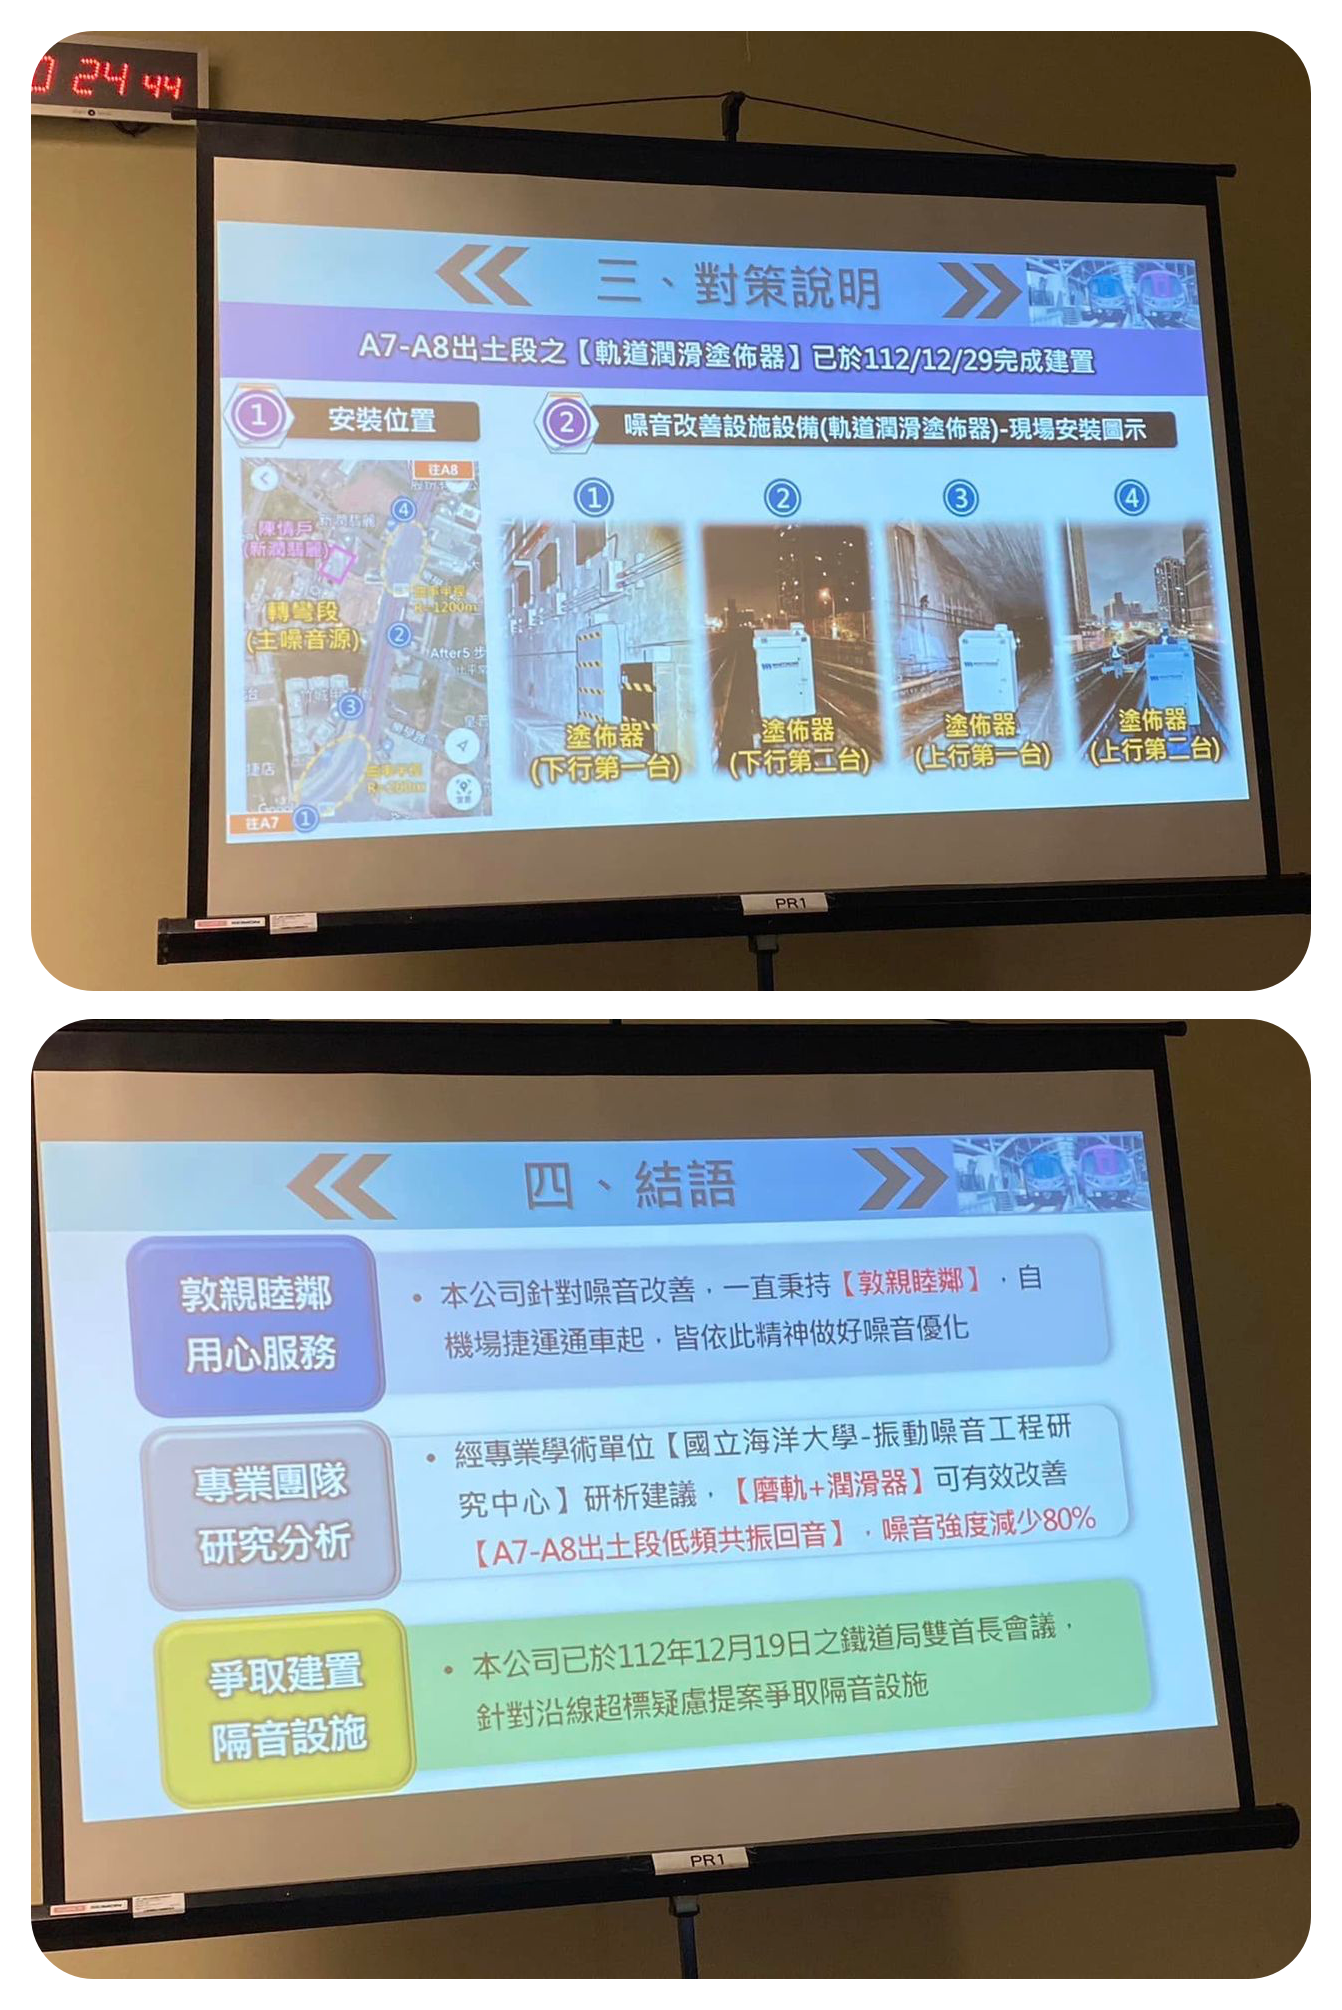 24 44
三、對策說明
A7-A8出土段之【軌道潤滑塗佈器】已於112/12/29完成建置
1 安裝位置
2 噪音改善設施設備(軌道潤滑塗佈器)-現場安裝圖示
往A8
4
陳情戶
(新潤翡麗)
轉彎段
(主噪音源)
R=1200m
2
After5
3
往A7 1
1
塗佈器
(下行第一台)
2
塗佈器
(下行第二台)
3
塗佈器
(上行第一台)
4
塗佈器
(上行第二台)
PR1
四、結語
敦親睦鄰
用心服務
• 本公司針對噪音改善，一直秉持【敦親睦鄰】，自
機場捷運通車起，皆依此精神做好噪音優化
專業團隊
研究分析
• 經專業學術單位【國立海洋大學-振動噪音工程研
究中心】研析建議，【磨軌+潤滑器】可有效改善
【A7-A8出土段低頻共振回音】，噪音強度減少80%
爭取建置
隔音設施
• 本公司已於112年12月19日之鐵道局雙首長會議，
針對沿線超標疑慮提案爭取隔音設施
PR1